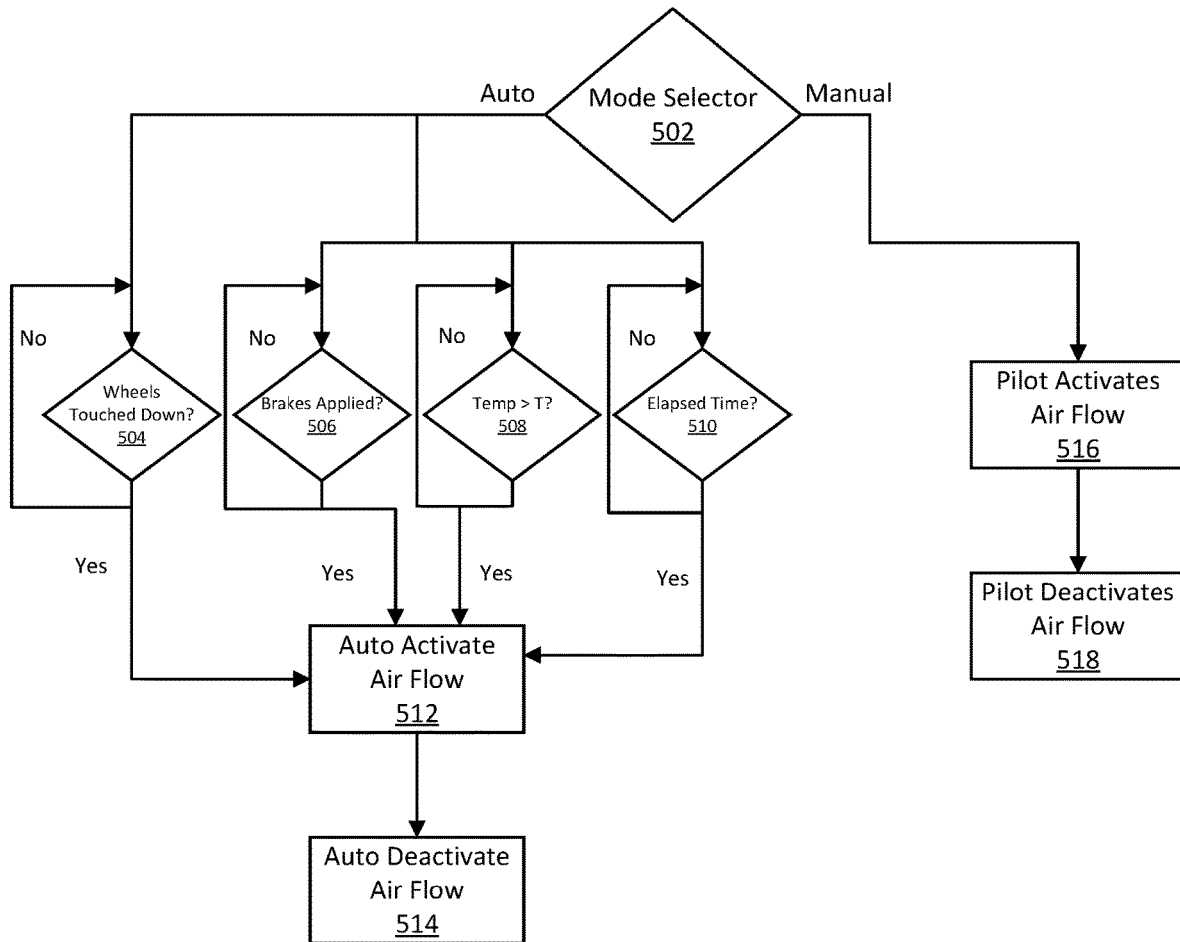 Auto
Mode Selector
502
Manual
No
No
No
No
Wheels
Touched Down?
504
Brakes Applied?
506
Temp > T?
508
Elapsed Time?
510
Pilot Activates
Air Flow
516
Yes
Yes
Yes
Yes
Auto Activate
Air Flow
512
Pilot Deactivates
Air Flow
518
Auto Deactivate
Air Flow
514